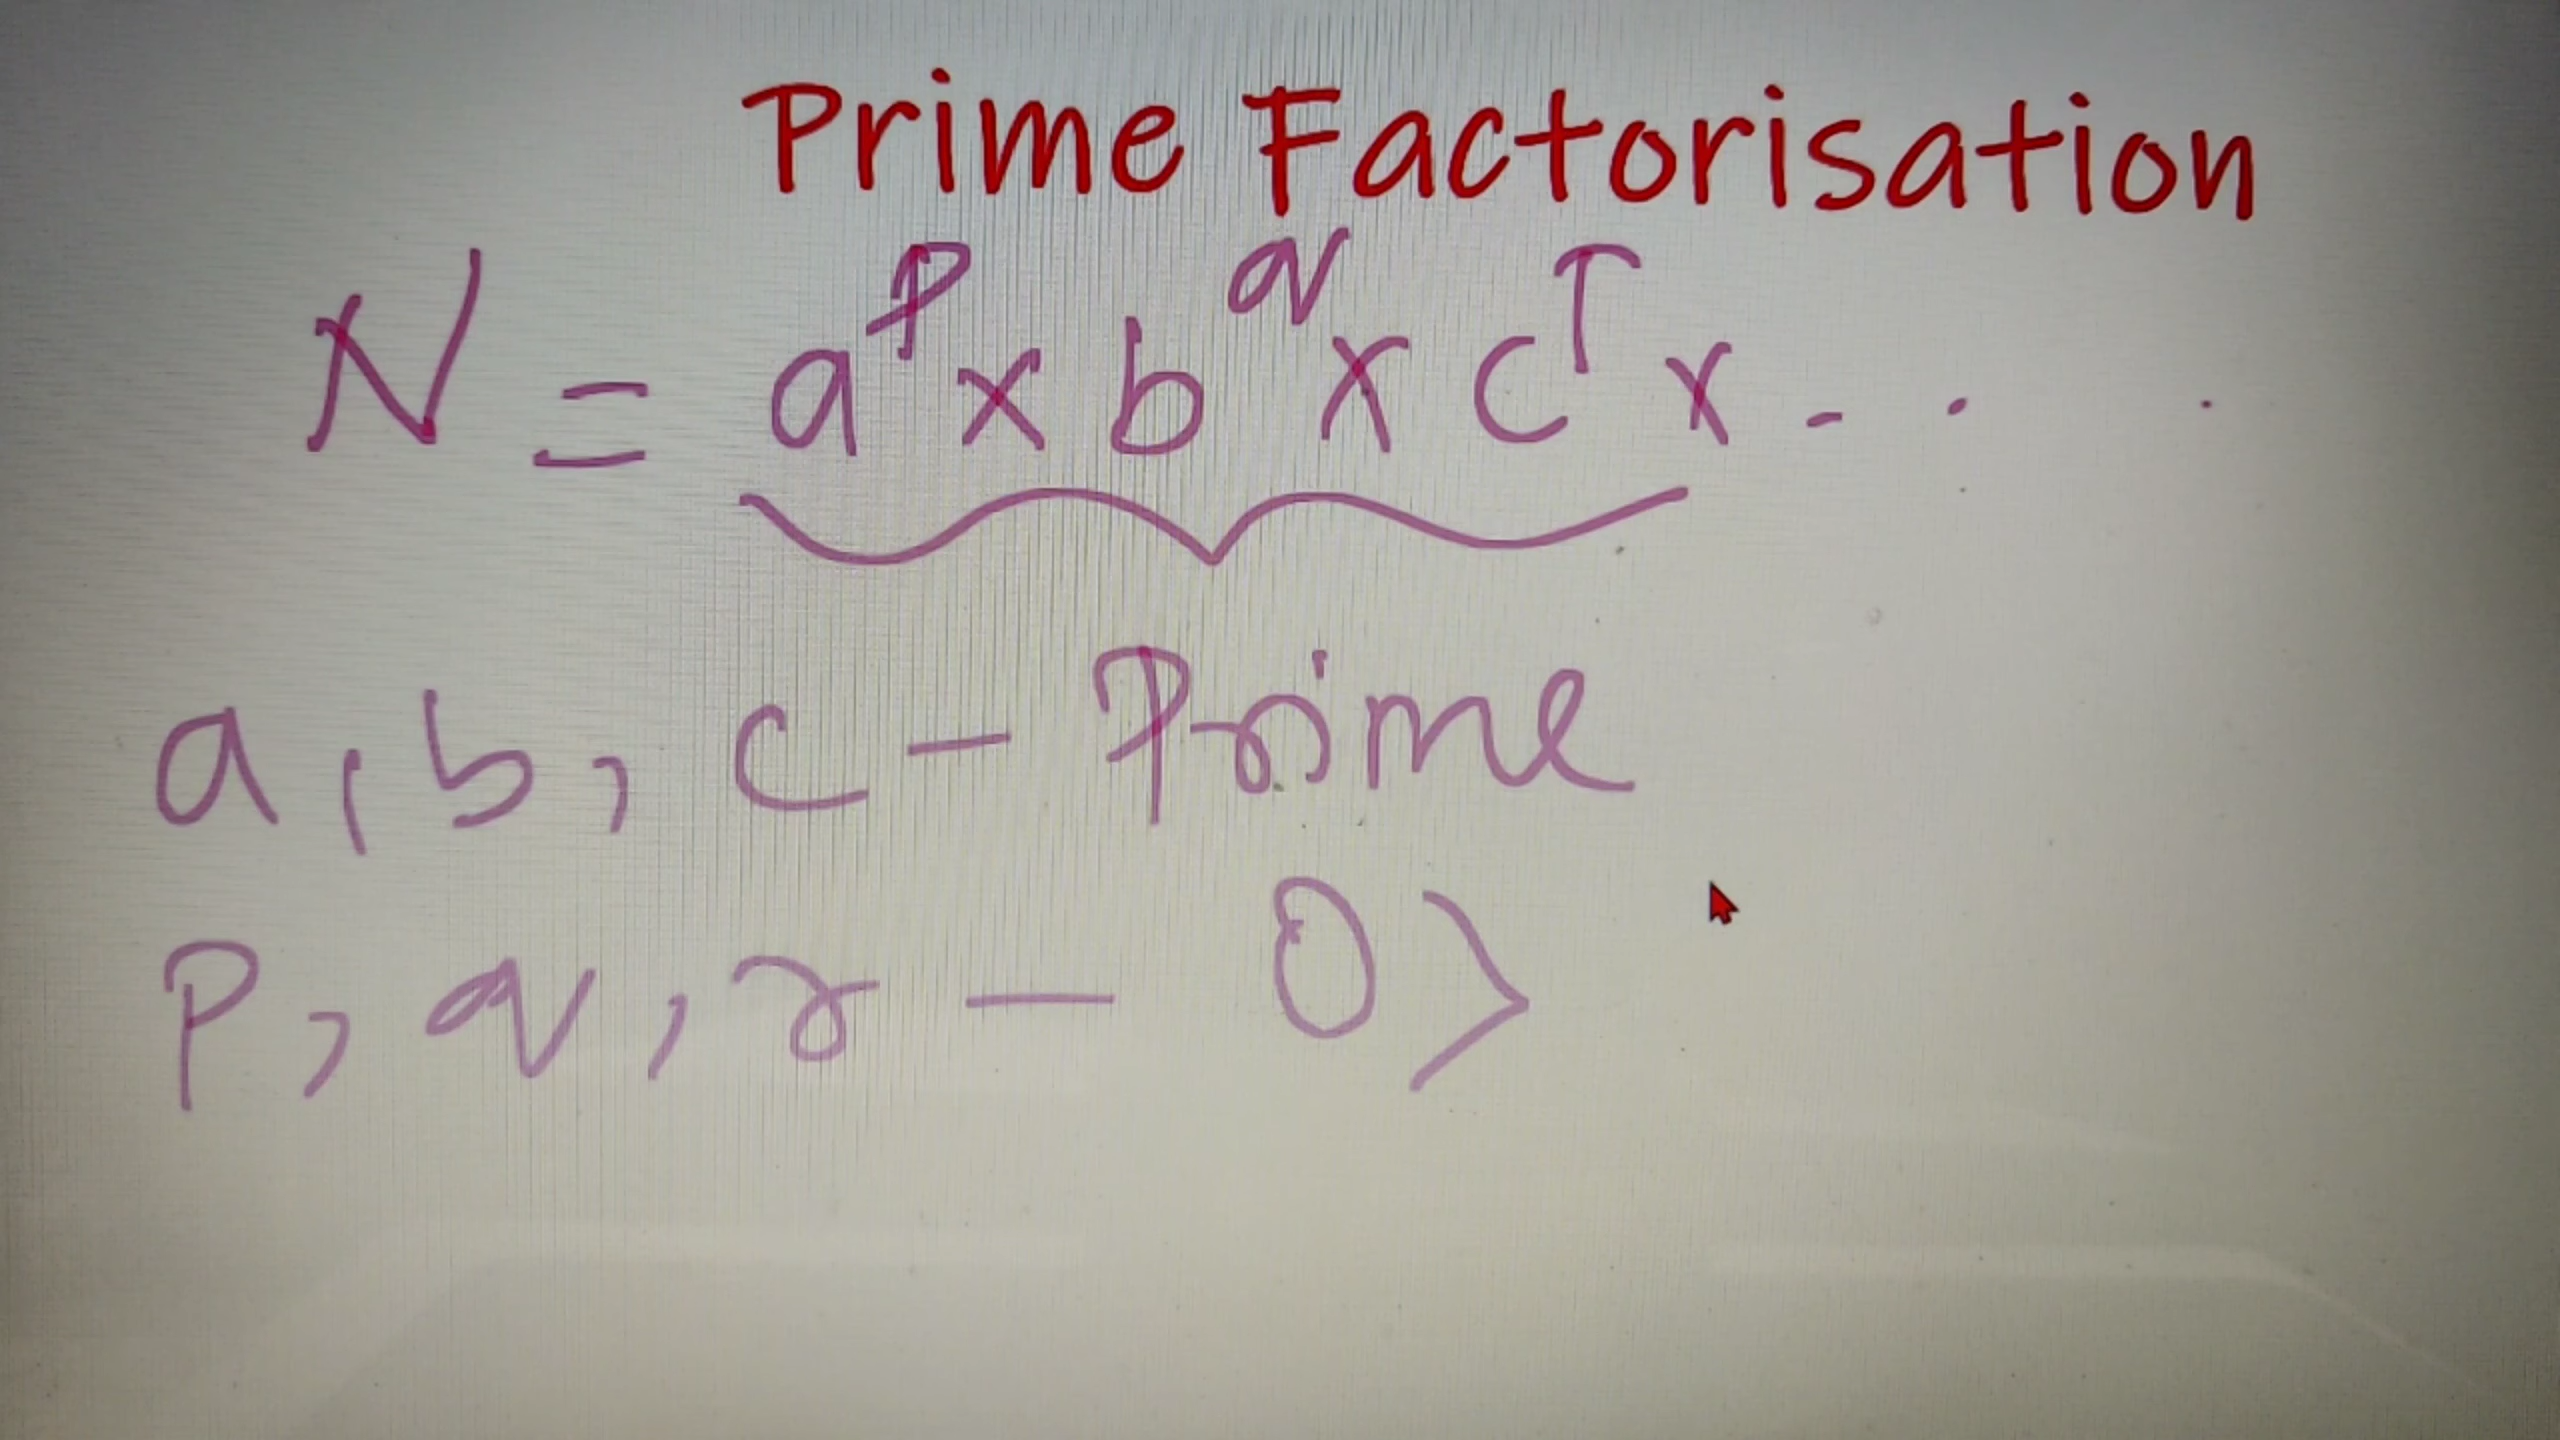 Prime Factorisation
N = a^p x b^q x c^r x - . .
a, b, c - Prime
P, q, r - 0>